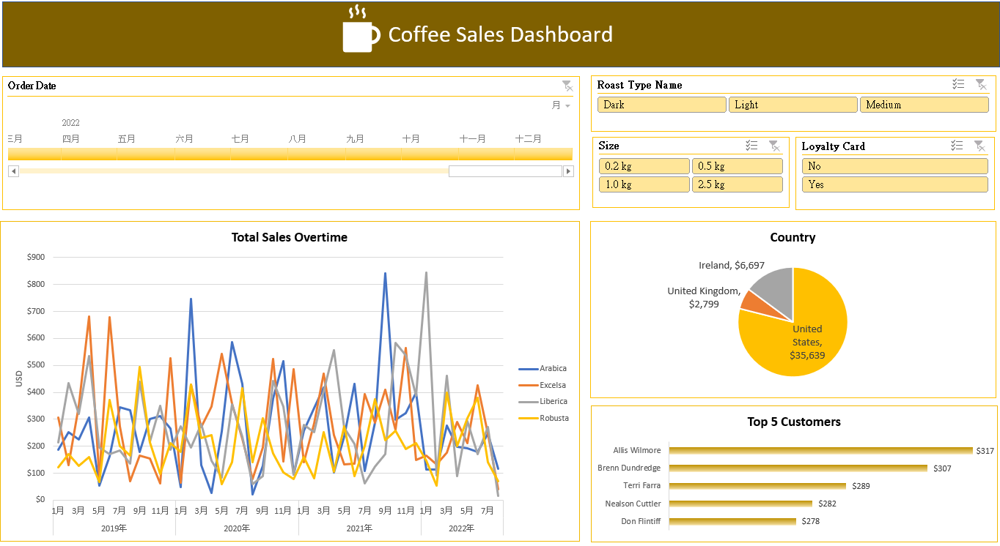 Coffee Sales Dashboard
Order Date
月
2022
三月 四月 五月 六月 七月 八月 九月 十月 十一月 十二月
Roast Type Name
Dark Light Medium
Size
0.2 kg 0.5 kg
1.0 kg 2.5 kg
Loyalty Card
No
Yes
Total Sales Overtime
$900
$800
$700
$600
$500
$400
$300
$200
$100
$0
USD
1月 3月 5月 7月 9月 11月 1月 3月 5月 7月 9月 11月 1月 3月 5月 7月 9月 11月 1月 3月 5月 7月
2019年 2020年 2021年 2022年
Arabica
Excelsa
Liberica
Robusta
Country
Ireland, $6,697
United Kingdom,
$2,799
United
States,
$35,639
Top 5 Customers
Allis Wilmore $317
Brenn Dundredge $307
Terri Farra $289
Nealson Cuttler $282
Don Flintiff $278